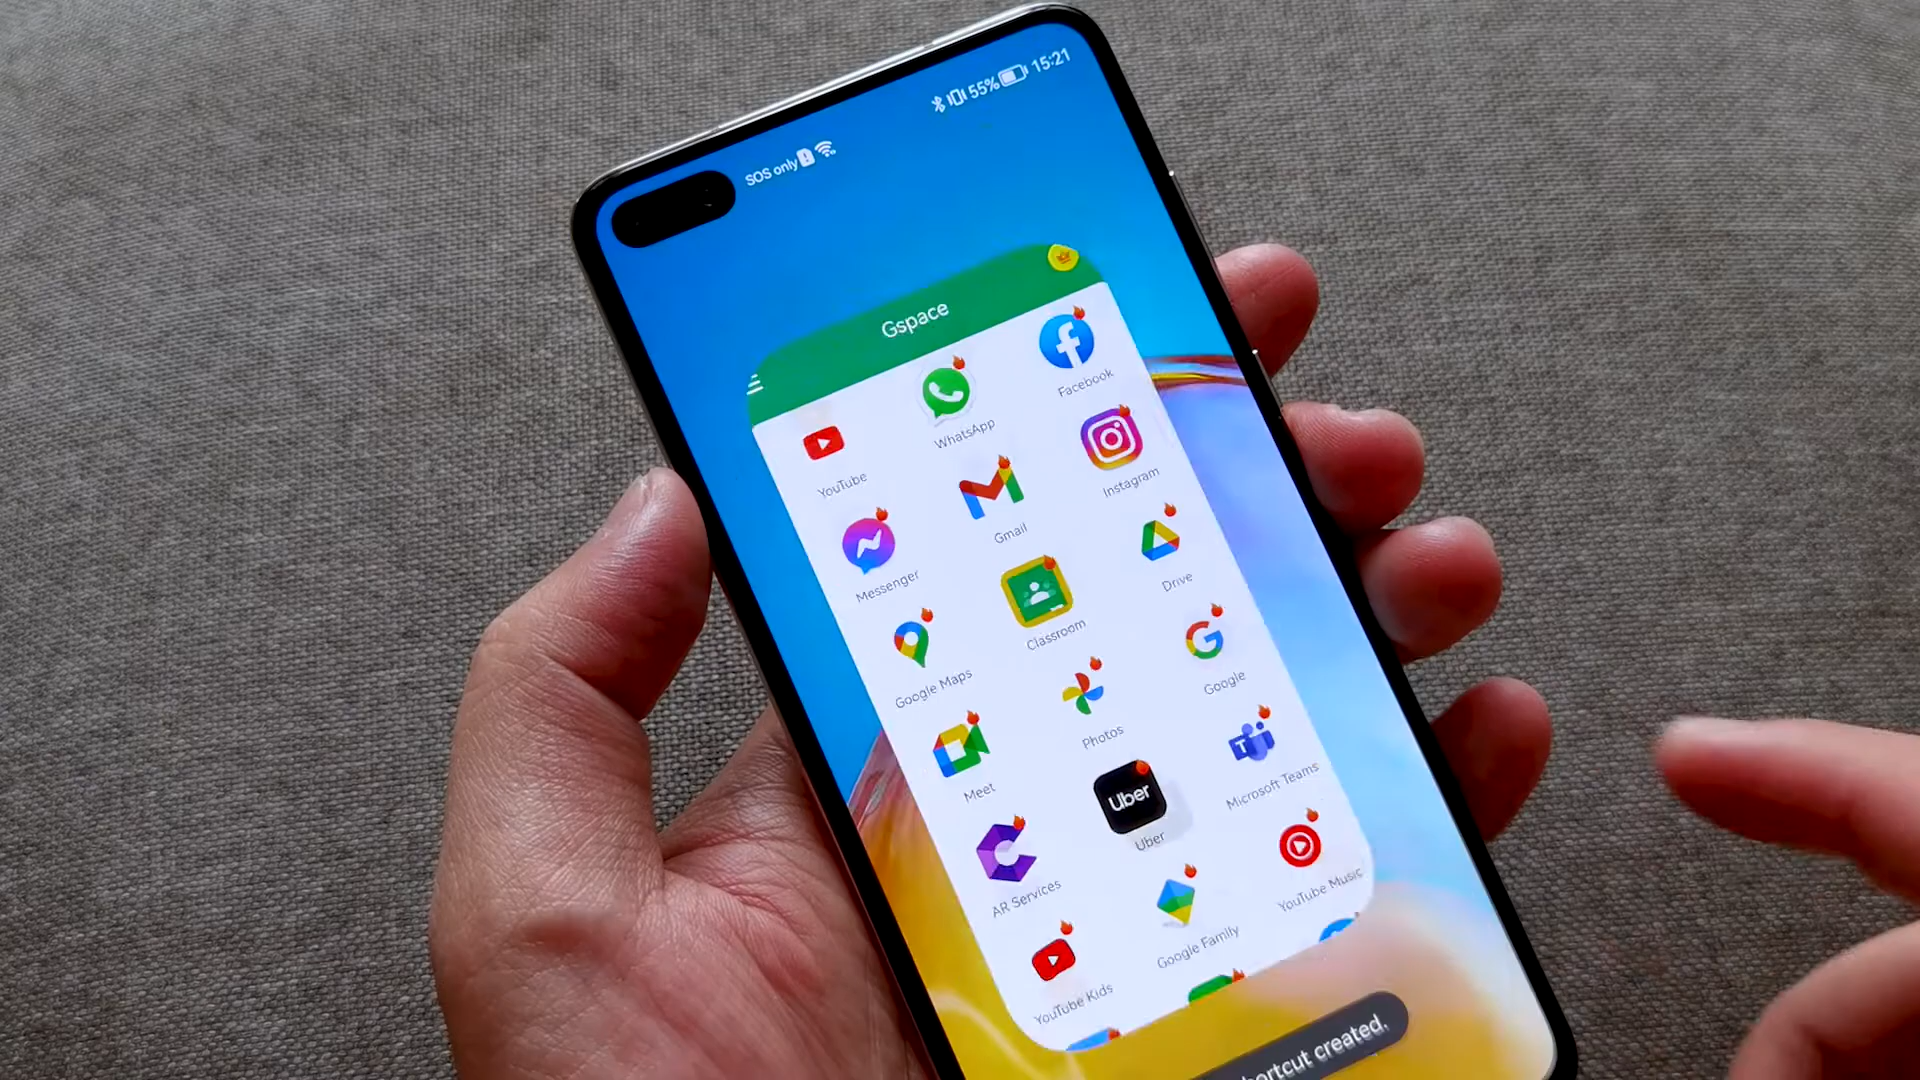 SOS only
55% 15:21
Gspace
YouTube
WhatsApp
Facebook
Messenger
Gmail
Instagram
Google Maps
Classroom
Drive
Meet
Photos
Google
AR Services
Uber
Uber
Microsoft Teams
YouTube Kids
Google Family
YouTube Music
created.